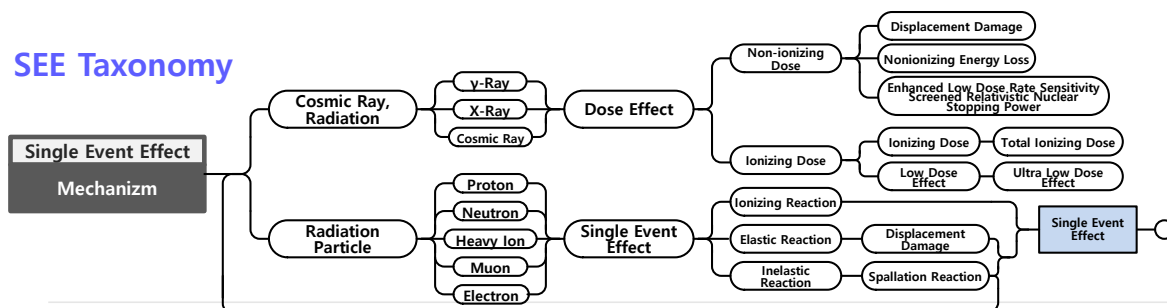 SEE Taxonomy
Single Event Effect
Mechanizm
Cosmic Ray,
Radiation
γ-Ray
X-Ray
Cosmic Ray
Dose Effect
Non-ionizing
Dose
Displacement Damage
Nonionizing Energy Loss
Enhanced Low Dose Rate Sensitivity
Screened Relativistic Nuclear
Stopping Power
Ionizing Dose
Ionizing Dose
Total Ionizing Dose
Low Dose
Effect
Ultra Low Dose
Effect
Radiation
Particle
Proton
Neutron
Heavy Ion
Muon
Electron
Single Event
Effect
Ionizing Reaction
Elastic Reaction
Displacement
Damage
Inelastic
Reaction
Spallation Reaction
Single Event
Effect